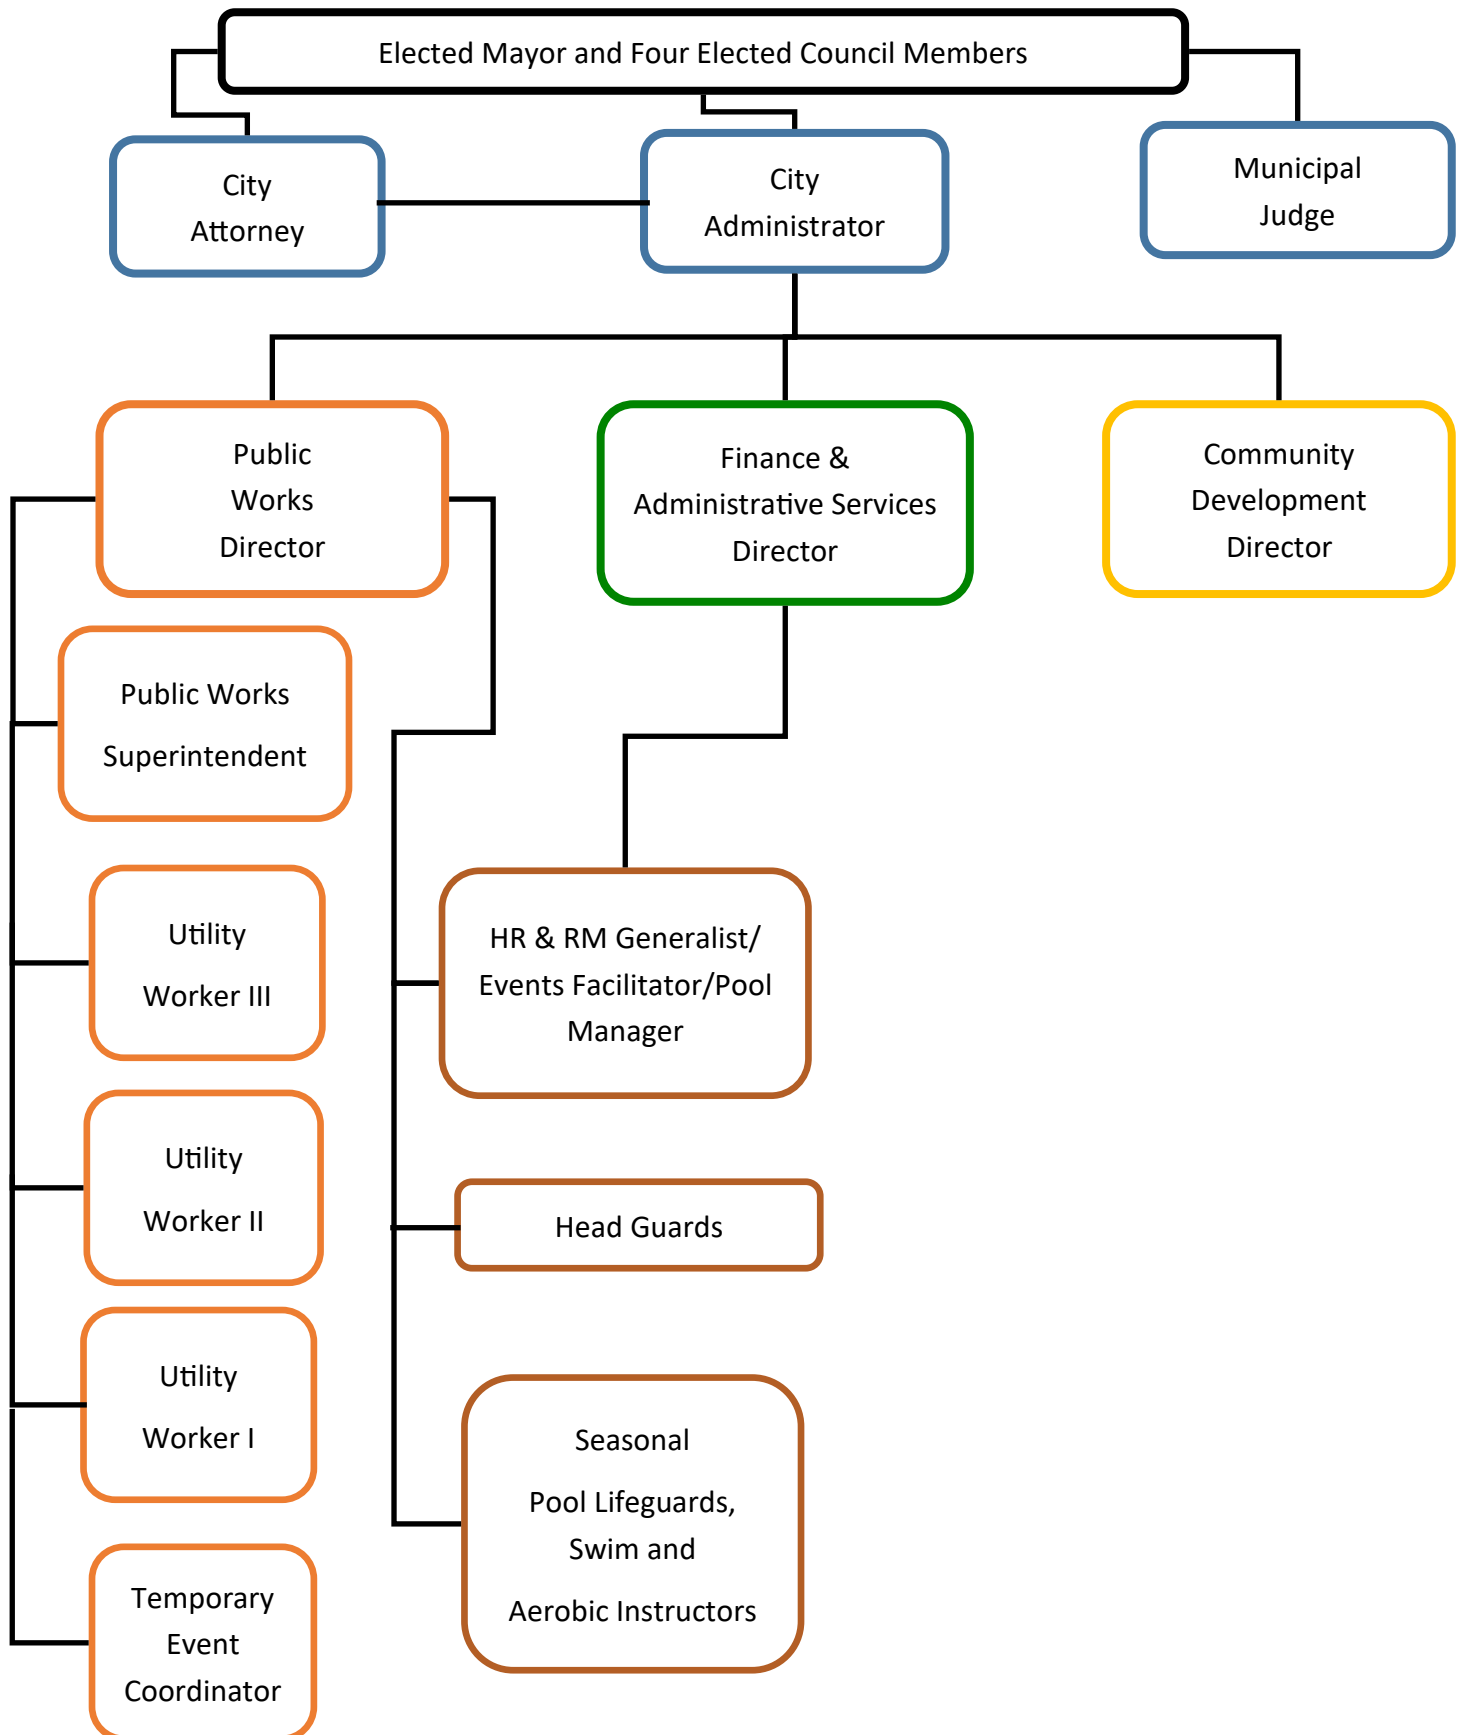 Elected Mayor and Four Elected Council Members
City
Attorney
City
Administrator
Municipal
Judge
Public
Works
Director
Finance &
Administrative Services
Director
Community
Development
Director
Public Works
Superintendent
Utility
Worker III
HR & RM Generalist/
Events Facilitator/Pool
Manager
Utility
Worker II
Head Guards
Utility
Worker I
Seasonal
Pool Lifeguards,
Swim and
Aerobic Instructors
Temporary
Event
Coordinator